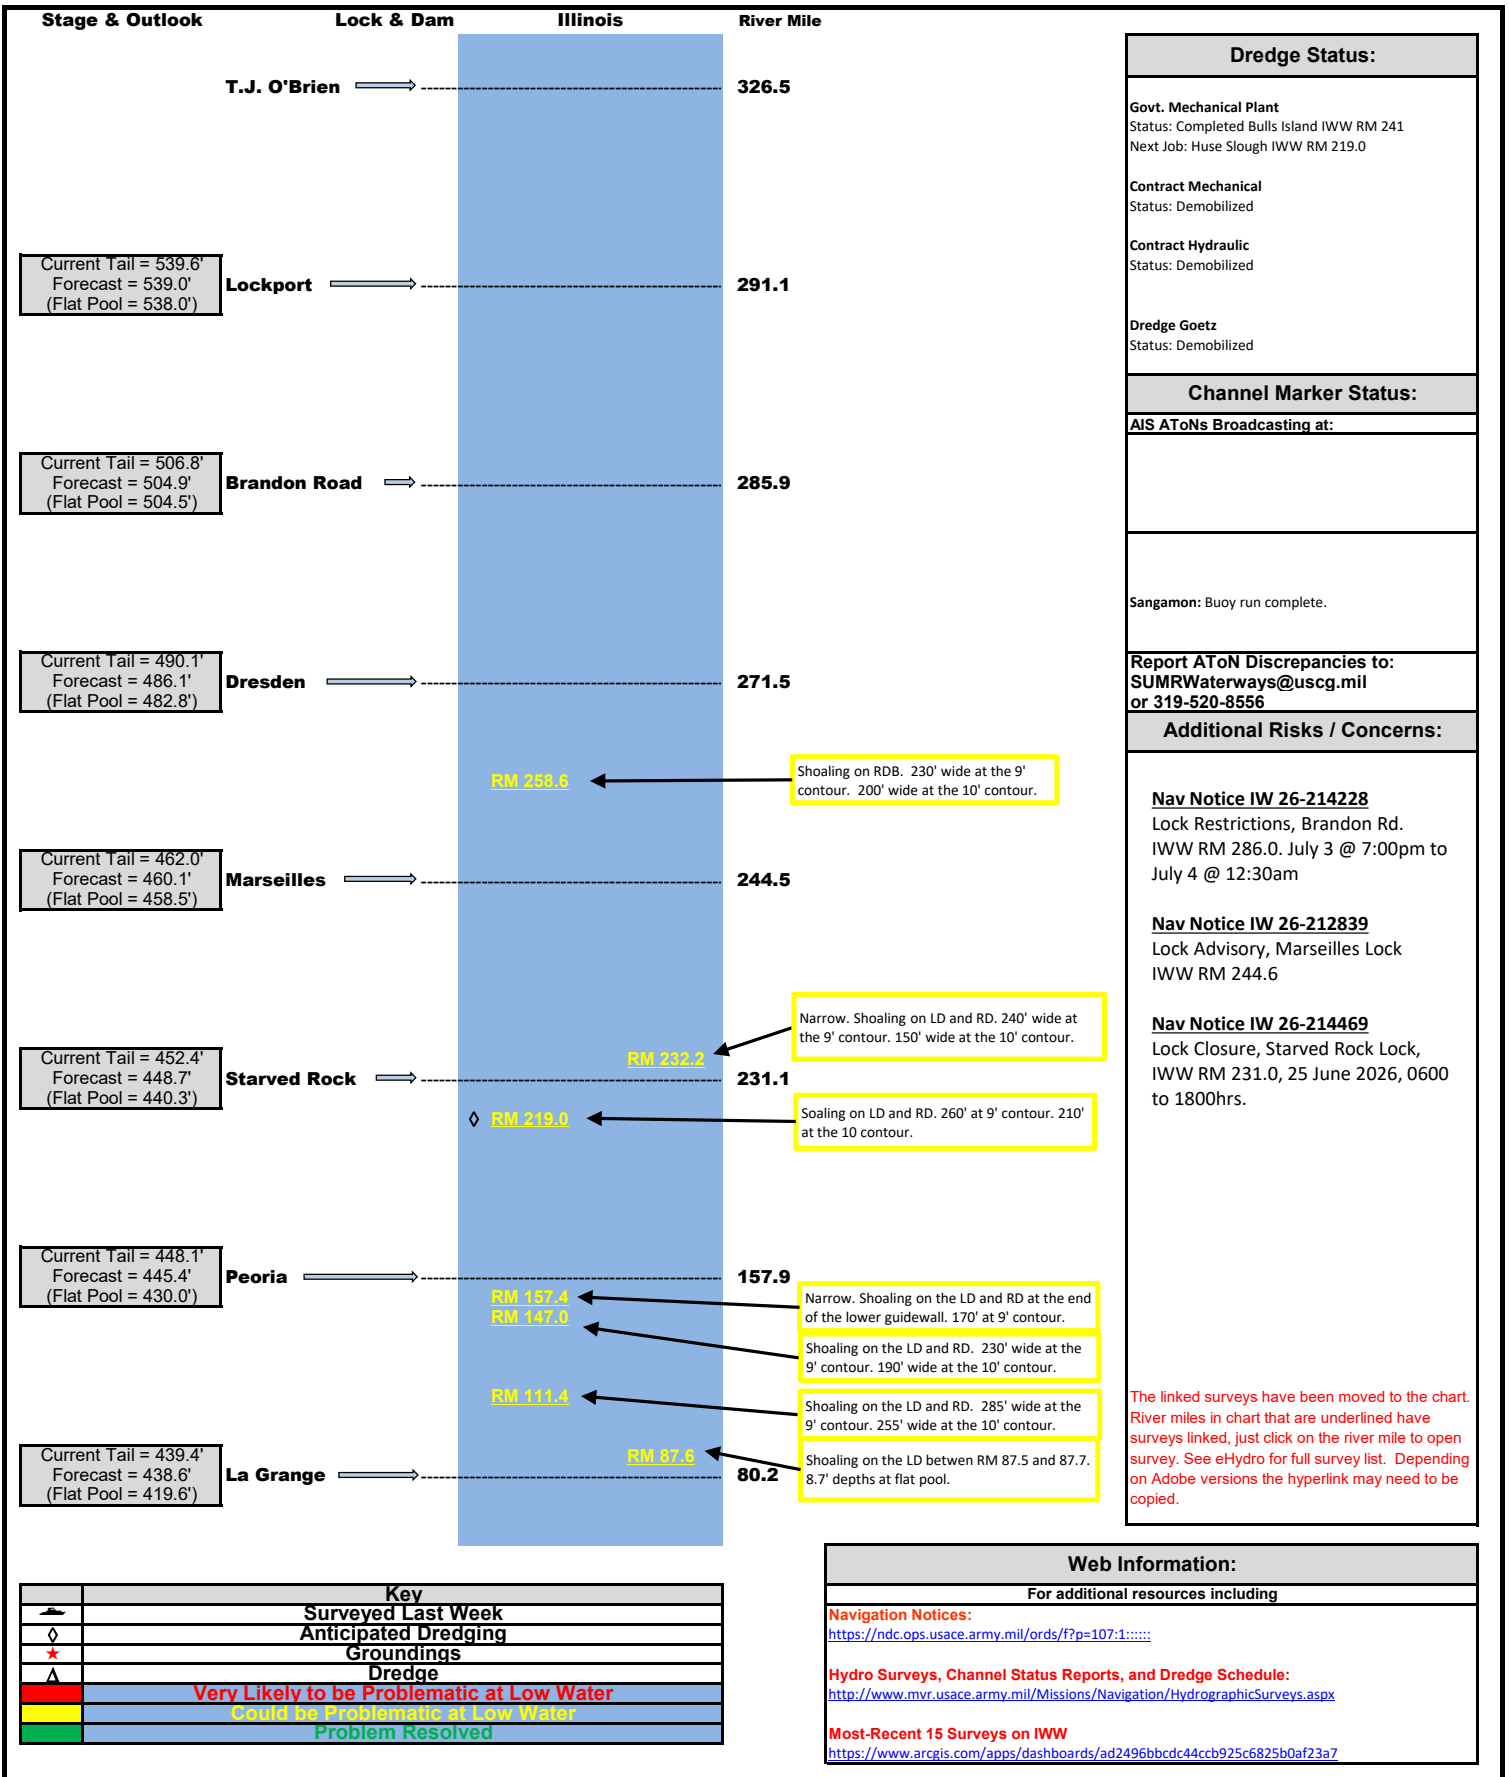 Stage & Outlook
Lock & Dam
Illinois
River Mile
T.J. O'Brien
326.5
Current Tail = 539.6'
Forecast = 539.0'
(Flat Pool = 538.0')
Lockport
291.1
Current Tail = 506.8'
Forecast = 504.9'
(Flat Pool = 504.5')
Brandon Road
285.9
Current Tail = 490.1'
Forecast = 486.1'
(Flat Pool = 482.8')
Dresden
271.5
RM 258.6
Shoaling on RDB.  230' wide at the 9'
contour.  200' wide at the 10' contour.
Current Tail = 462.0'
Forecast = 460.1'
(Flat Pool = 458.5')
Marseilles
244.5
Narrow. Shoaling on LD and RD. 240' wide at
the 9' contour. 150' wide at the 10' contour.
RM 232.2
Current Tail = 452.4'
Forecast = 448.7'
(Flat Pool = 440.3')
Starved Rock
231.1
RM 219.0
Soaling on LD and RD. 260' at 9' contour. 210'
at the 10 contour.
Current Tail = 448.1'
Forecast = 445.4'
(Flat Pool = 430.0')
Peoria
157.9
RM 157.4
Narrow. Shoaling on the LD and RD at the end
of the lower guidewall. 170' at 9' contour.
RM 147.0
Shoaling on the LD and RD.  230' wide at the
9' contour. 190' wide at the 10' contour.
RM 111.4
Shoaling on the LD and RD.  285' wide at the
9' contour. 255' wide at the 10' contour.
RM 87.6
Shoaling on the LD betwen RM 87.5 and 87.7.
8.7' depths at flat pool.
Current Tail = 439.4'
Forecast = 438.6'
(Flat Pool = 419.6')
La Grange
80.2
Dredge Status:
Govt. Mechanical Plant
Status: Completed Bulls Island IWW RM 241
Next Job: Huse Slough IWW RM 219.0
Contract Mechanical
Status: Demobilized
Contract Hydraulic
Status: Demobilized
Dredge Goetz
Status: Demobilized
Channel Marker Status:
AIS AToNs Broadcasting at:
Sangamon: Buoy run complete.
Report AToN Discrepancies to:
SUMRWaterways@uscg.mil
or 319-520-8556
Additional Risks / Concerns:
Nav Notice IW 26-214228
Lock Restrictions, Brandon Rd.
IWW RM 286.0. July 3 @ 7:00pm to
July 4 @ 12:30am
Nav Notice IW 26-212839
Lock Advisory, Marseilles Lock
IWW RM 244.6
Nav Notice IW 26-214469
Lock Closure, Starved Rock Lock,
IWW RM 231.0, 25 June 2026, 0600
to 1800hrs.
The linked surveys have been moved to the chart.
River miles in chart that are underlined have
surveys linked, just click on the river mile to open
survey. See eHydro for full survey list.  Depending
on Adobe versions the hyperlink may need to be
copied.
Key
Surveyed Last Week
Anticipated Dredging
Groundings
Dredge
Very Likely to be Problematic at Low Water
Could be Problematic at Low Water
Problem Resolved
Web Information:
For additional resources including
Navigation Notices:
https://ndc.ops.usace.army.mil/ords/f?p=107:1::::::
Hydro Surveys, Channel Status Reports, and Dredge Schedule:
http://www.mvr.usace.army.mil/Missions/Navigation/HydrographicSurveys.aspx
Most-Recent 15 Surveys on IWW
https://www.arcgis.com/apps/dashboards/ad2496bbcdc44ccb925c6825b0af23a7